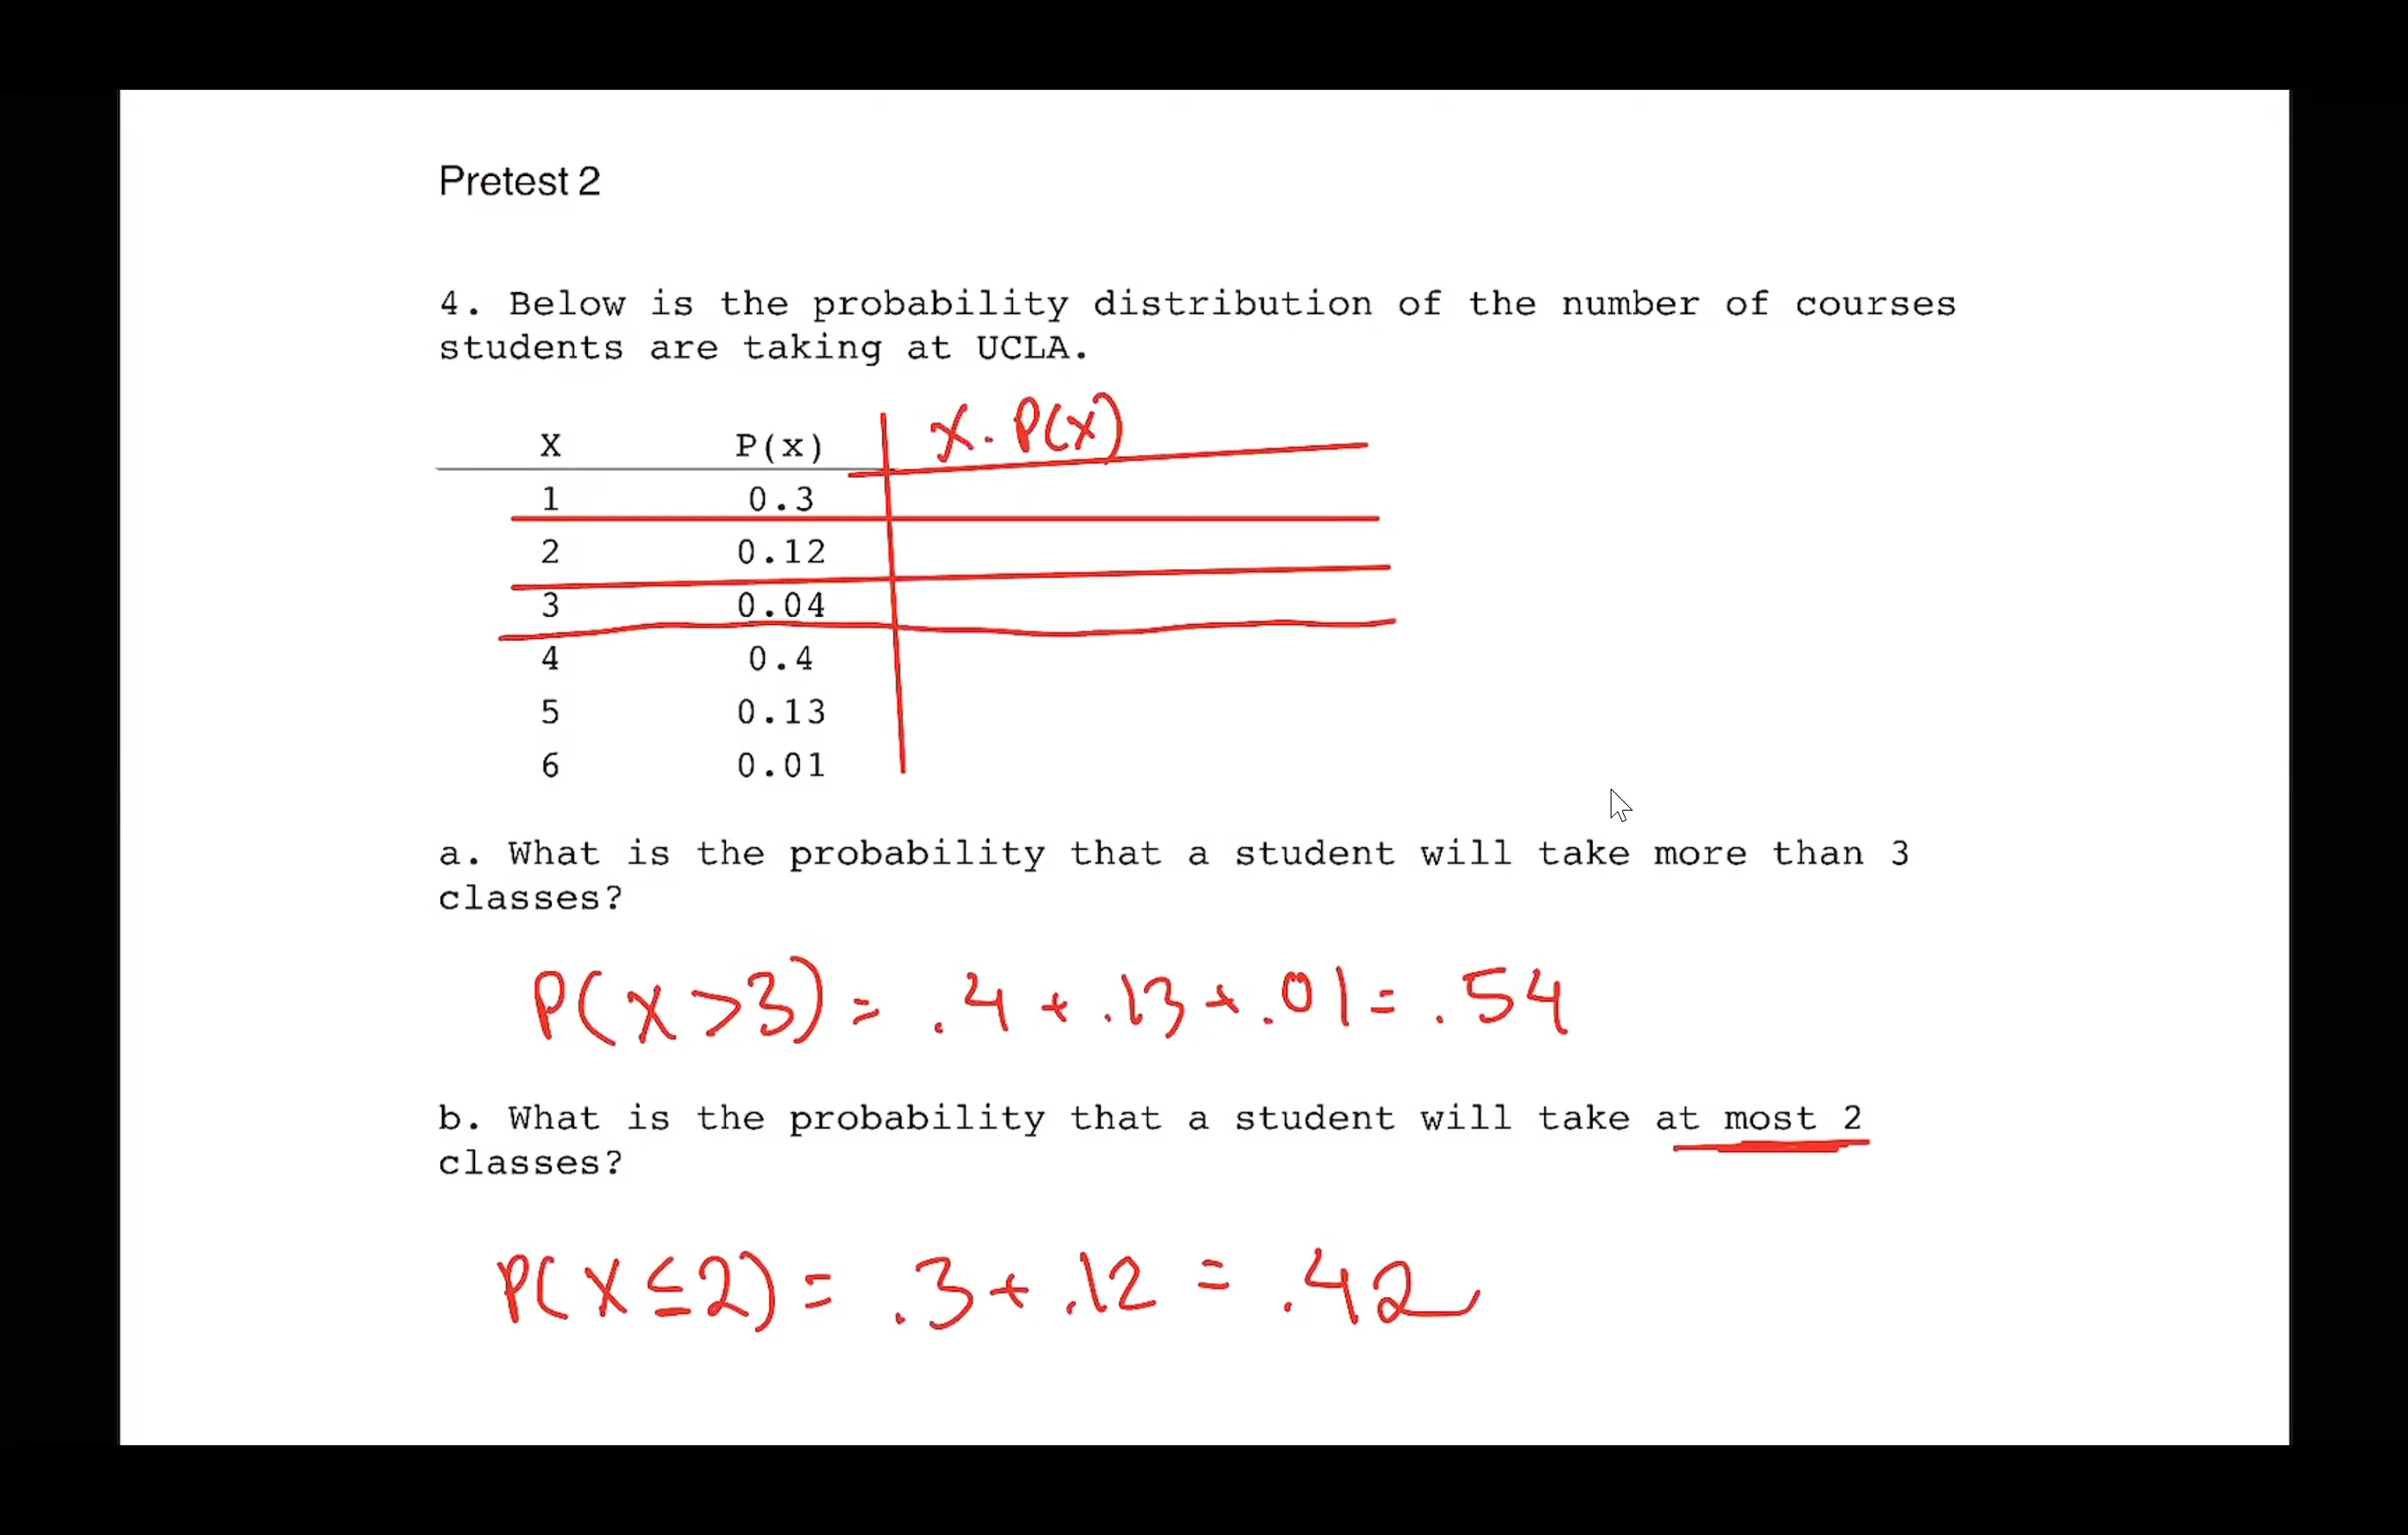 Pretest 2
4. Below is the probability distribution of the number of courses
students are taking at UCLA.
X P(x) X. P(x)
1 0.3
2 0.12
3 0.04
4 0.4
5 0.13
6 0.01
a. What is the probability that a student will take more than 3
classes?
P(X>3) = .4 + .13 + .01 = .54
b. What is the probability that a student will take at most 2
classes?
P(X≤2) = .3 + .12 = .42